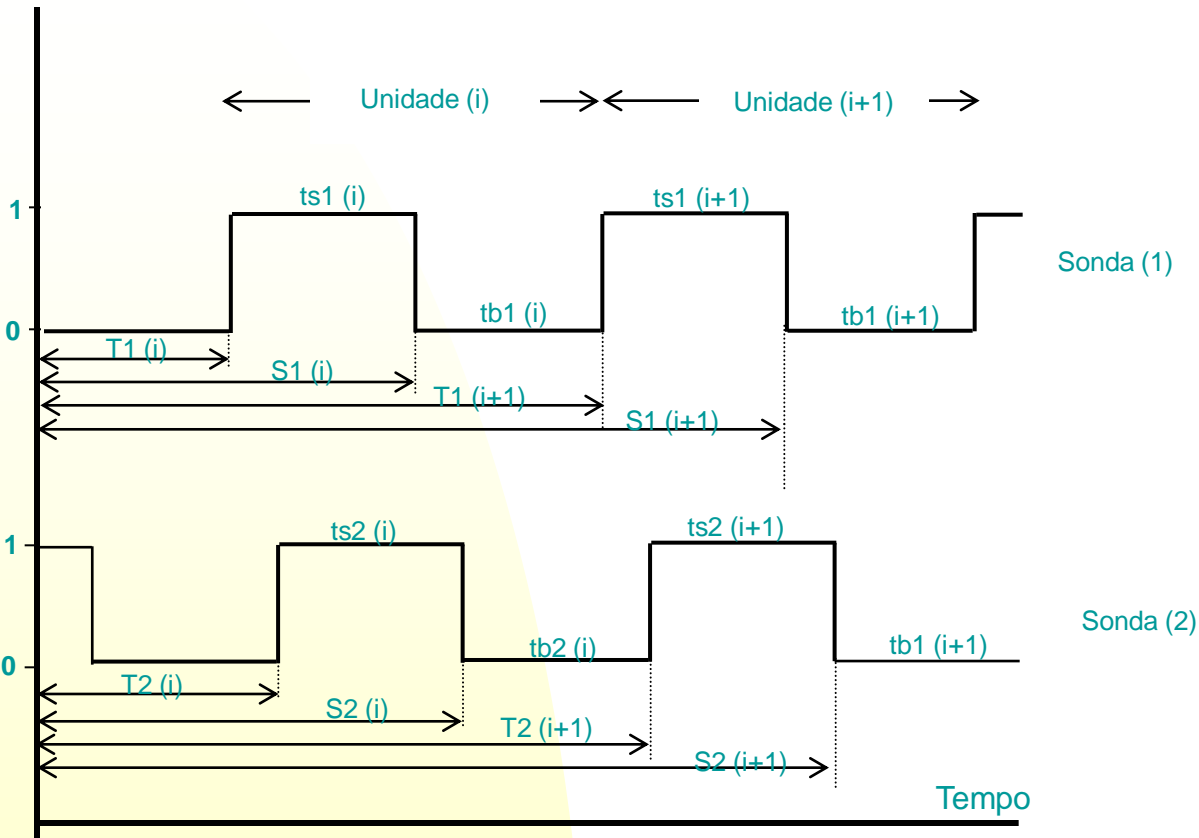 Unidade (i)
Unidade (i+1)
ts1 (i)
ts1 (i+1)
1
Sonda (1)
tb1 (i)
tb1 (i+1)
0
T1 (i)
S1 (i)
T1 (i+1)
S1 (i+1)
ts2 (i)
ts2 (i+1)
1
Sonda (2)
tb2 (i)
tb1 (i+1)
0
T2 (i)
S2 (i)
T2 (i+1)
S2 (i+1)
Tempo